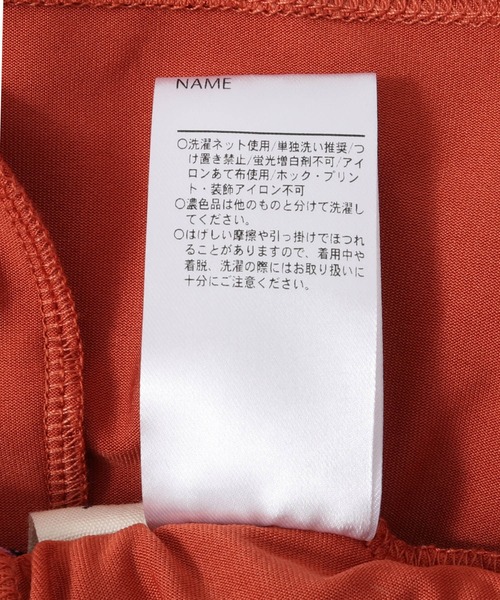 NAME
○洗濯ネット使用/単独洗い推奨/つ
け置き禁止/蛍光増白剤不可/アイ
ロンあて布使用/ホック・プリン
ト・装飾アイロン不可
○濃色品は他のものと分けて洗濯し
てください。
○はげしい摩擦や引っ掛けでほつれ
ることがありますので、着用中や
着脱、洗濯の際にはお取り扱いに
十分にご注意ください。